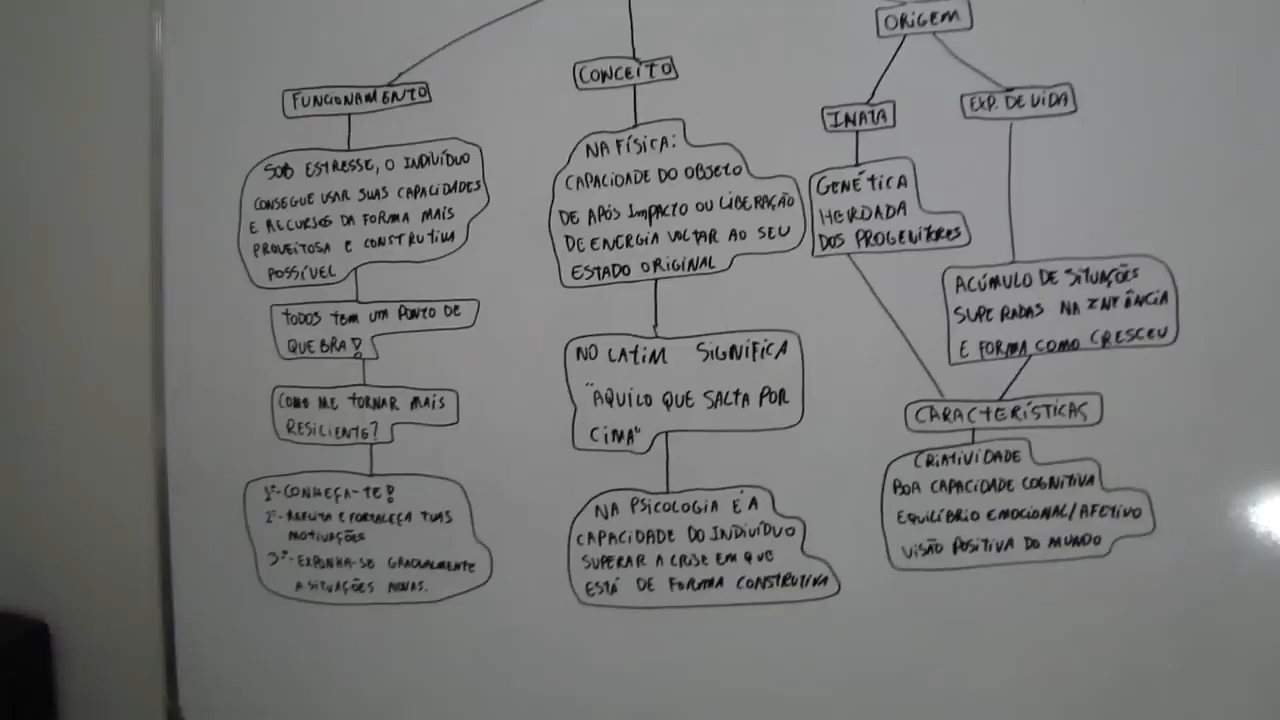 FUNCIONAMENTO
SOB ESTRESSE, O INDIVÍDUO
CONSEGUE USAR SUAS CAPACIDADES
E RECURSOS DA FORMA MAIS
PROVEITOSA E CONSTRUTIVA
POSSÍVEL
TODOS TEM UM PONTO DE
QUEBRA!
COMO ME TORNAR MAIS
RESILIENTE?
1º-CONHEÇA-TE!
2º- REFLITA E FORTALEÇA TUAS
MOTIVAÇÕES
3º-EXPONHA-SE GRADUALMENTE
A SITUAÇÕES NOVAS.
CONCEITO
NA FÍSICA:
CAPACIDADE DO OBJETO
DE APÓS IMPACTO OU LIBERAÇÃO
DE ENERGIA VOLTAR AO SEU
ESTADO ORIGINAL
NO LATIM SIGNIFICA
"AQUILO QUE SALTA POR
CIMA"
NA PSICOLOGIA É A
CAPACIDADE DO INDIVÍDUO
SUPERAR A CRISE EM QUE
ESTÁ DE FORMA CONSTRUTIVA
ORIGEM
INATA
GENÉTICA
HERDADA
DOS PROGENITORES
EXP. DE VIDA
ACÚMULO DE SITUAÇÕES
SUPERADAS NA INFÂNCIA
E FORMA COMO CRESCEU
CARACTERÍSTICAS
CRIATIVIDADE
BOA CAPACIDADE COGNITIVA
EQUILÍBRIO EMOCIONAL/AFETIVO
VISÃO POSITIVA DO MUNDO